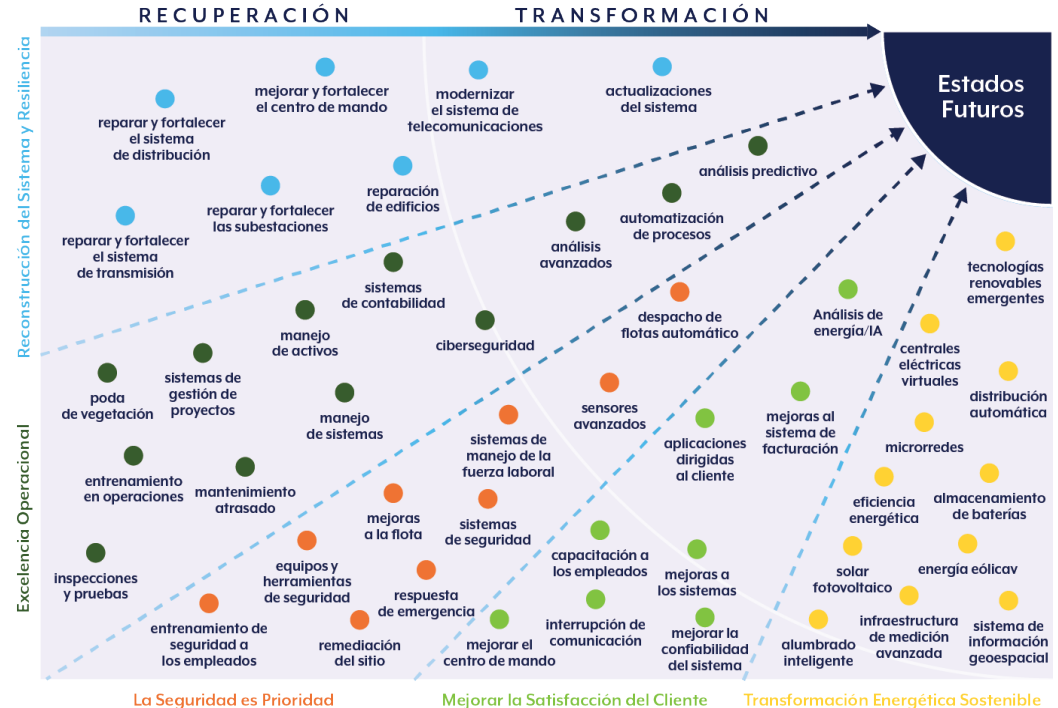 RECUPERACIÓN
TRANSFORMACIÓN
Reconstrucción del Sistema y Resiliencia
Excelencia Operacional
Estados
Futuros
mejorar y fortalecer
el centro de mando
modernizar
el sistema de
telecomunicaciones
actualizaciones
del sistema
reparar y fortalecer
el sistema
de distribución
reparación
de edificios
reparar y fortalecer
las subestaciones
reparar y fortalecer
el sistema
de transmisión
análisis predictivo
automatización
de procesos
análisis
avanzados
sistemas
de contabilidad
manejo
de activos
ciberseguridad
sistemas de
gestión de
proyectos
poda
de vegetación
manejo
de sistemas
entrenamiento
en operaciones
mantenimiento
atrasado
inspecciones
y pruebas
despacho de
flotas automático
sensores
avanzados
sistemas de
manejo de la
fuerza laboral
mejoras
a la flota
sistemas
de seguridad
equipos y
herramientas
de seguridad
respuesta
de emergencia
entrenamiento de
seguridad a
los empleados
remediación
del sitio
Análisis de
energía/IA
mejoras al
sistema de
facturación
aplicaciones
dirigidas
al cliente
capacitación a
los empleados
mejoras a
los sistemas
interrupción de
comunicación
mejorar el
centro de mando
mejorar la
confiabilidad
del sistema
tecnologías
renovables
emergentes
centrales
eléctricas
virtuales
distribución
automática
microrredes
eficiencia
energética
almacenamiento
de baterías
solar
fotovoltaico
energía eólicav
infraestructura
de medición
avanzada
alumbrado
inteligente
sistema de
información
geoespacial
La Seguridad es Prioridad
Mejorar la Satisfacción del Cliente
Transformación Energética Sostenible